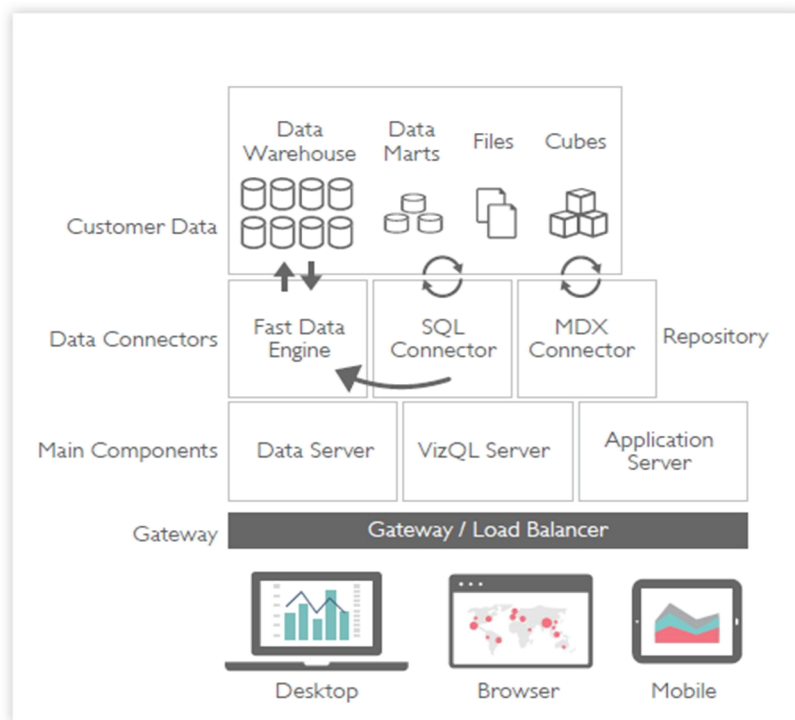 Data
Warehouse
Data
Marts
Files
Cubes
Customer Data
Data Connectors
Fast Data
Engine
SQL
Connector
MDX
Connector
Repository
Main Components
Data Server
VizQL Server
Application
Server
Gateway
Gateway / Load Balancer
Desktop
Browser
Mobile